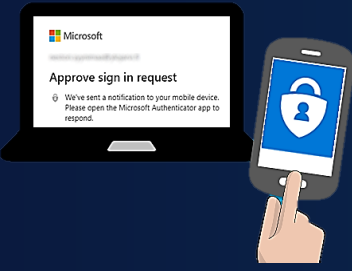 Microsoft
Approve sign in request
We've sent a notification to your mobile device.
Please open the Microsoft Authenticator app to
respond.